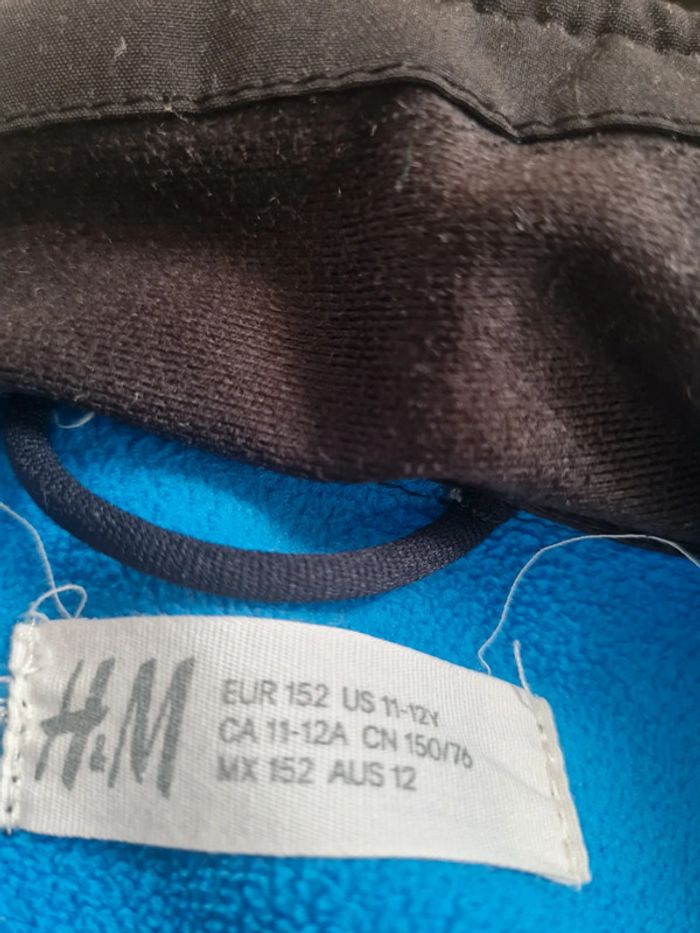 H&M
EUR 152 US 11-12Y
CA 11-12A CN 150/76
MX 152 AUS 12